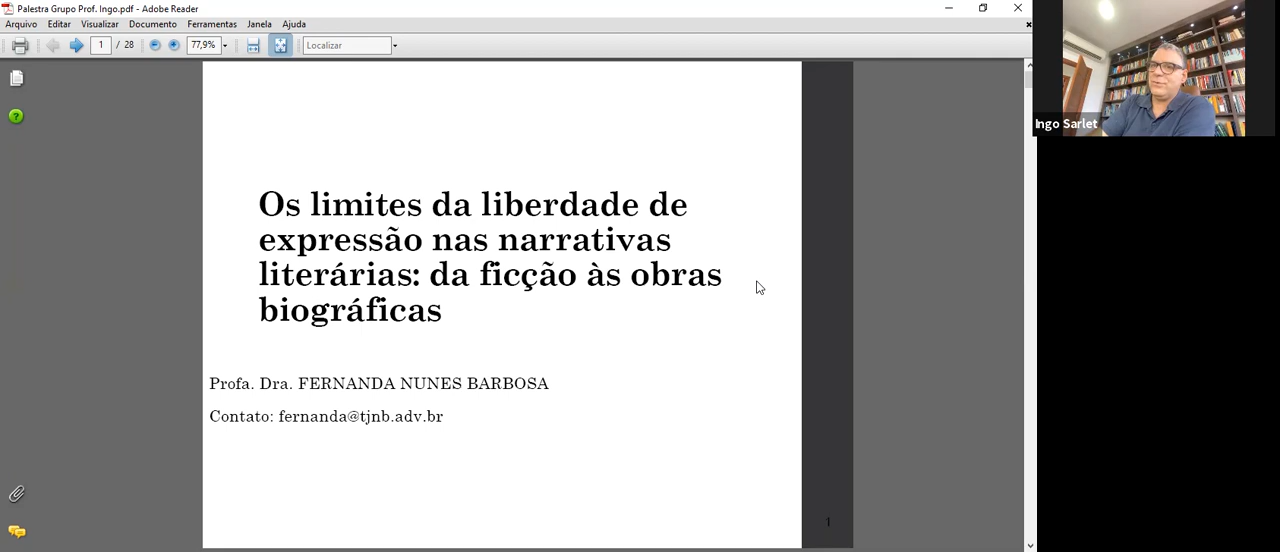 Palestra Grupo Prof. Ingo.pdf - Adobe Reader
Arquivo Editar Visualizar Documento Ferramentas Janela Ajuda
1 / 28 77,9% Localizar
Os limites da liberdade de
expressão nas narrativas
literárias: da ficção às obras
biográficas
Profa. Dra. FERNANDA NUNES BARBOSA
Contato: fernanda@tjnb.adv.br
1
Ingo Sarlet